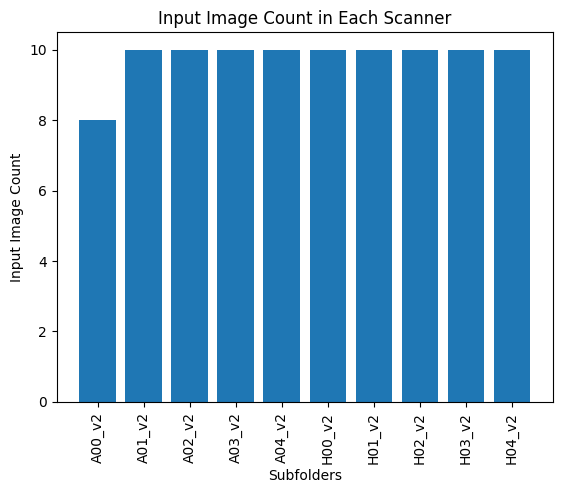 Input Image Count in Each Scanner
Input Image Count
10
8
6
4
2
0
A00_v2
A01_v2
A02_v2
A03_v2
A04_v2
H00_v2
H01_v2
H02_v2
H03_v2
H04_v2
Subfolders